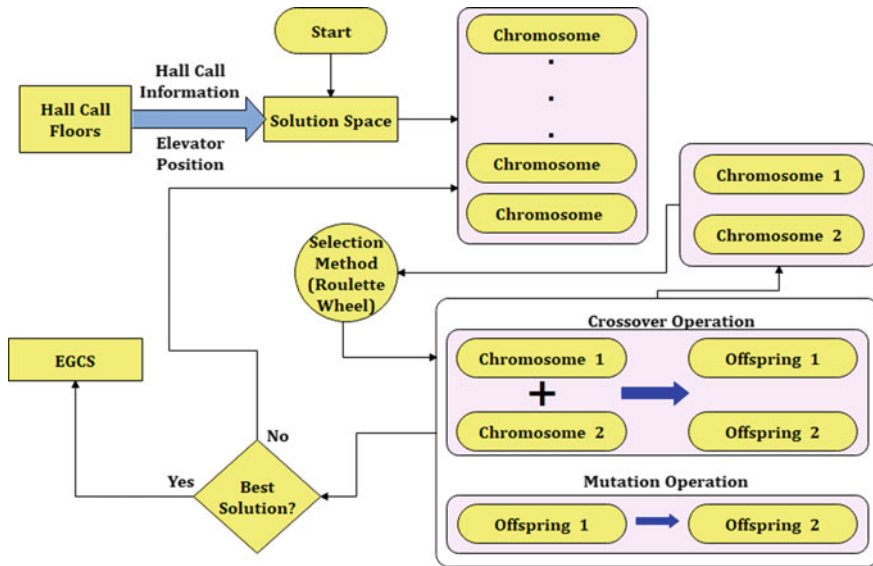 Start
Chromosome
Hall Call
Information
Hall Call
Floors
Solution Space
Elevator
Position
Chromosome
Chromosome
Chromosome 1
Chromosome 2
Selection
Method
(Roulette
Wheel)
Crossover Operation
Chromosome 1
Offspring 1
+
Chromosome 2
Offspring 2
EGCS
No
Yes
Best
Solution?
Mutation Operation
Offspring 1
Offspring 2